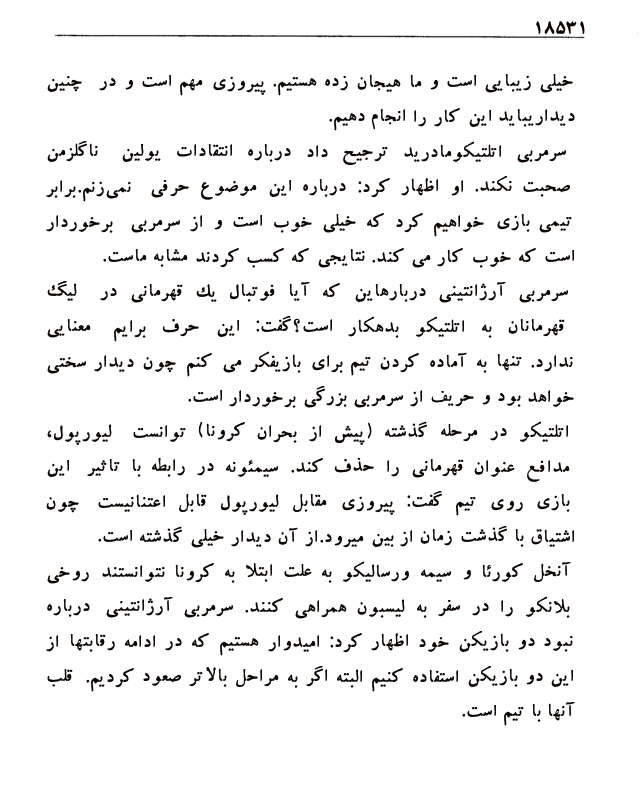 ۱۸۵۳۱
خیلی زیبایی است و ما هیجان زده هستیم. پیروزی مهم است و در چنین
دیداریباید این کار را انجام دهیم.
سرمربی اتلتیکومادرید ترجیح داد درباره انتقادات یولین ناگلزمن
صحبت نکند. او اظهار کرد: درباره این موضوع حرفی نمی‌زنم.برابر
تیمی بازی خواهیم کرد که خیلی خوب است و از سرمربی برخوردار
است که خوب کار می کند. نتایجی که کسب کردند مشابه ماست.
سرمربی آرژانتینی دربارهاین که آیا فوتبال یك قهرمانی در لیگ
قهرمانان به اتلتیکو بدهکار است؟گفت: این حرف برایم معنایی
ندارد. تنها به آماده کردن تیم برای بازیفکر می کنم چون دیدار سختی
خواهد بود و حریف از سرمربی بزرگی برخوردار است.
اتلتیکو در مرحله گذشته (پیش از بحران کرونا) توانست لیورپول،
مدافع عنوان قهرمانی را حذف کند. سیمئونه در رابطه با تاثیر این
بازی روی تیم گفت: پیروزی مقابل لیورپول قابل اعتنانیست چون
اشتیاق با گذشت زمان از بین میرود.از آن دیدار خیلی گذشته است.
آنخل کورئا و سیمه ورسالیکو به علت ابتلا به کرونا نتوانستند روخی
بلانکو را در سفر به لیسبون همراهی کنند. سرمربی آرژانتینی درباره
نبود دو بازیکن خود اظهار کرد: امیدوار هستیم که در ادامه رقابتها از
این دو بازیکن استفاده کنیم البته اگر به مراحل بالاتر صعود کردیم. قلب
آنها با تیم است.